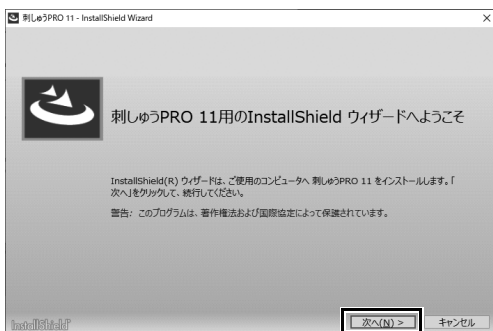 刺しゅうPRO 11 - InstallShield Wizard
刺しゅうPRO 11用のInstallShield ウィザードへようこそ
InstallShield(R) ウィザードは、ご使用のコンピュータへ 刺しゅうPRO 11 をインストールします。「
次へ」をクリックして、続行してください。
警告: このプログラムは、著作権法および国際協定によって保護されています。
InstallShield
次へ(N) > キャンセル